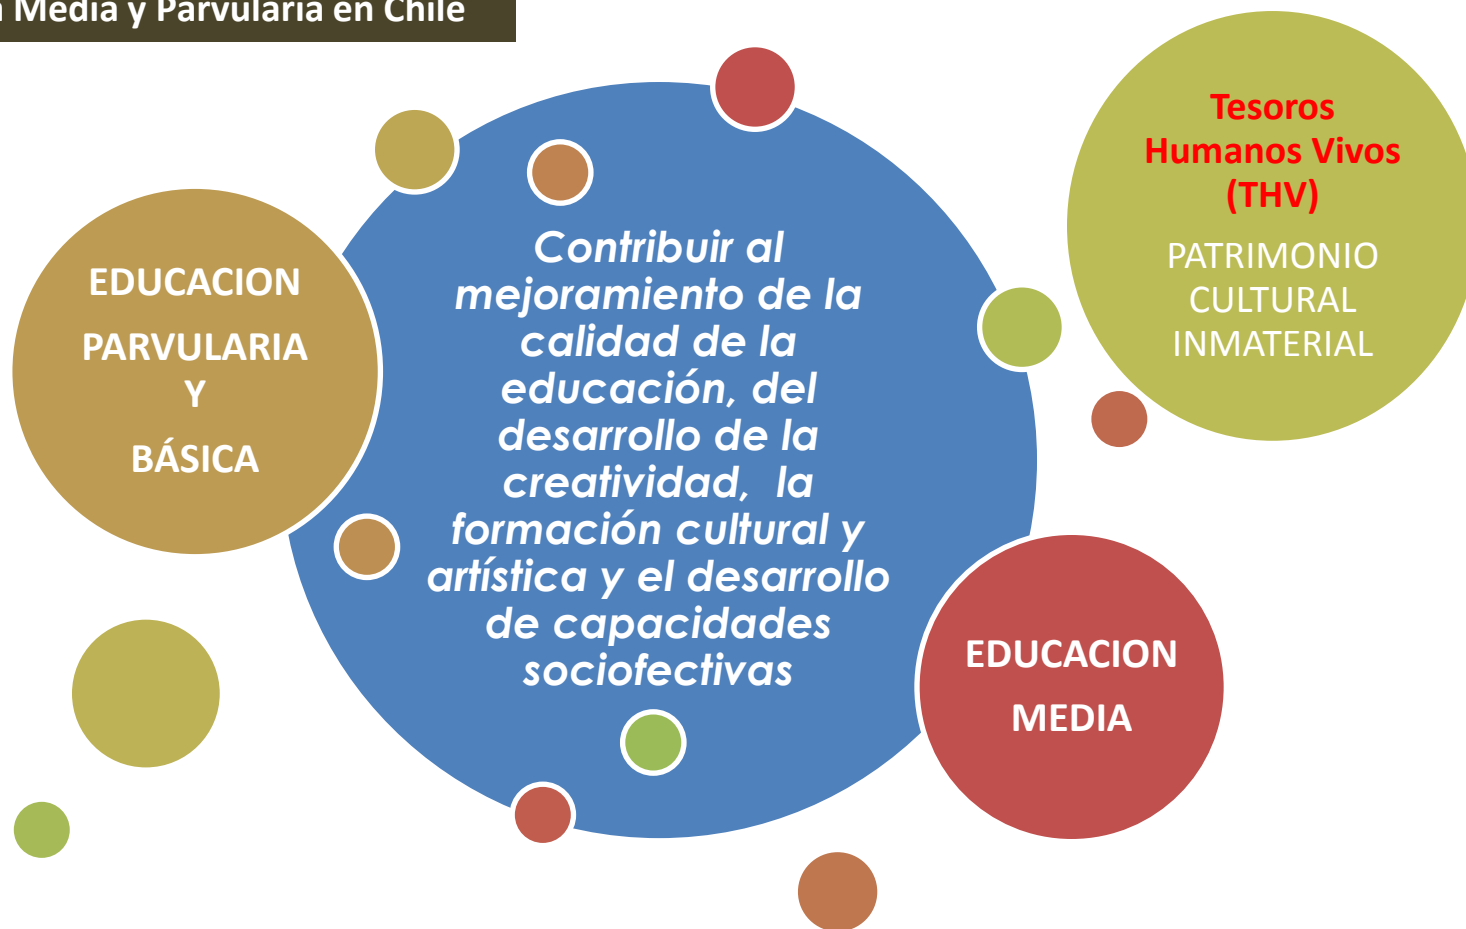 Media y Parvularia en Chile
Tesoros
Humanos Vivos
(THV)
PATRIMONIO
CULTURAL
INMATERIAL
EDUCACION
PARVULARIA
Y
BÁSICA
Contribuir al
mejoramiento de la
calidad de la
educación, del
desarrollo de la
creatividad, la
formación cultural y
artística y el desarrollo
de capacidades
sociofectivas
EDUCACION
MEDIA